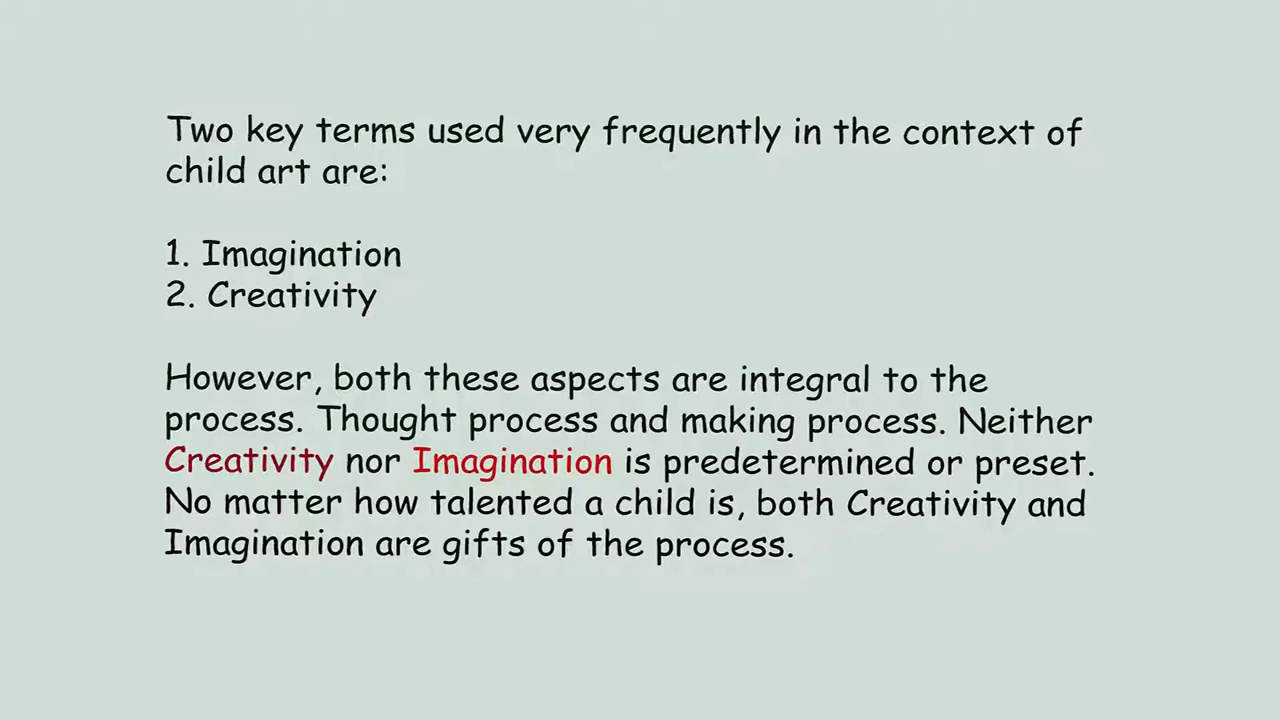 Two key terms used very frequently in the context of
child art are:
1. Imagination
2. Creativity
However, both these aspects are integral to the
process. Thought process and making process. Neither
Creativity nor Imagination is predetermined or preset.
No matter how talented a child is, both Creativity and
Imagination are gifts of the process.